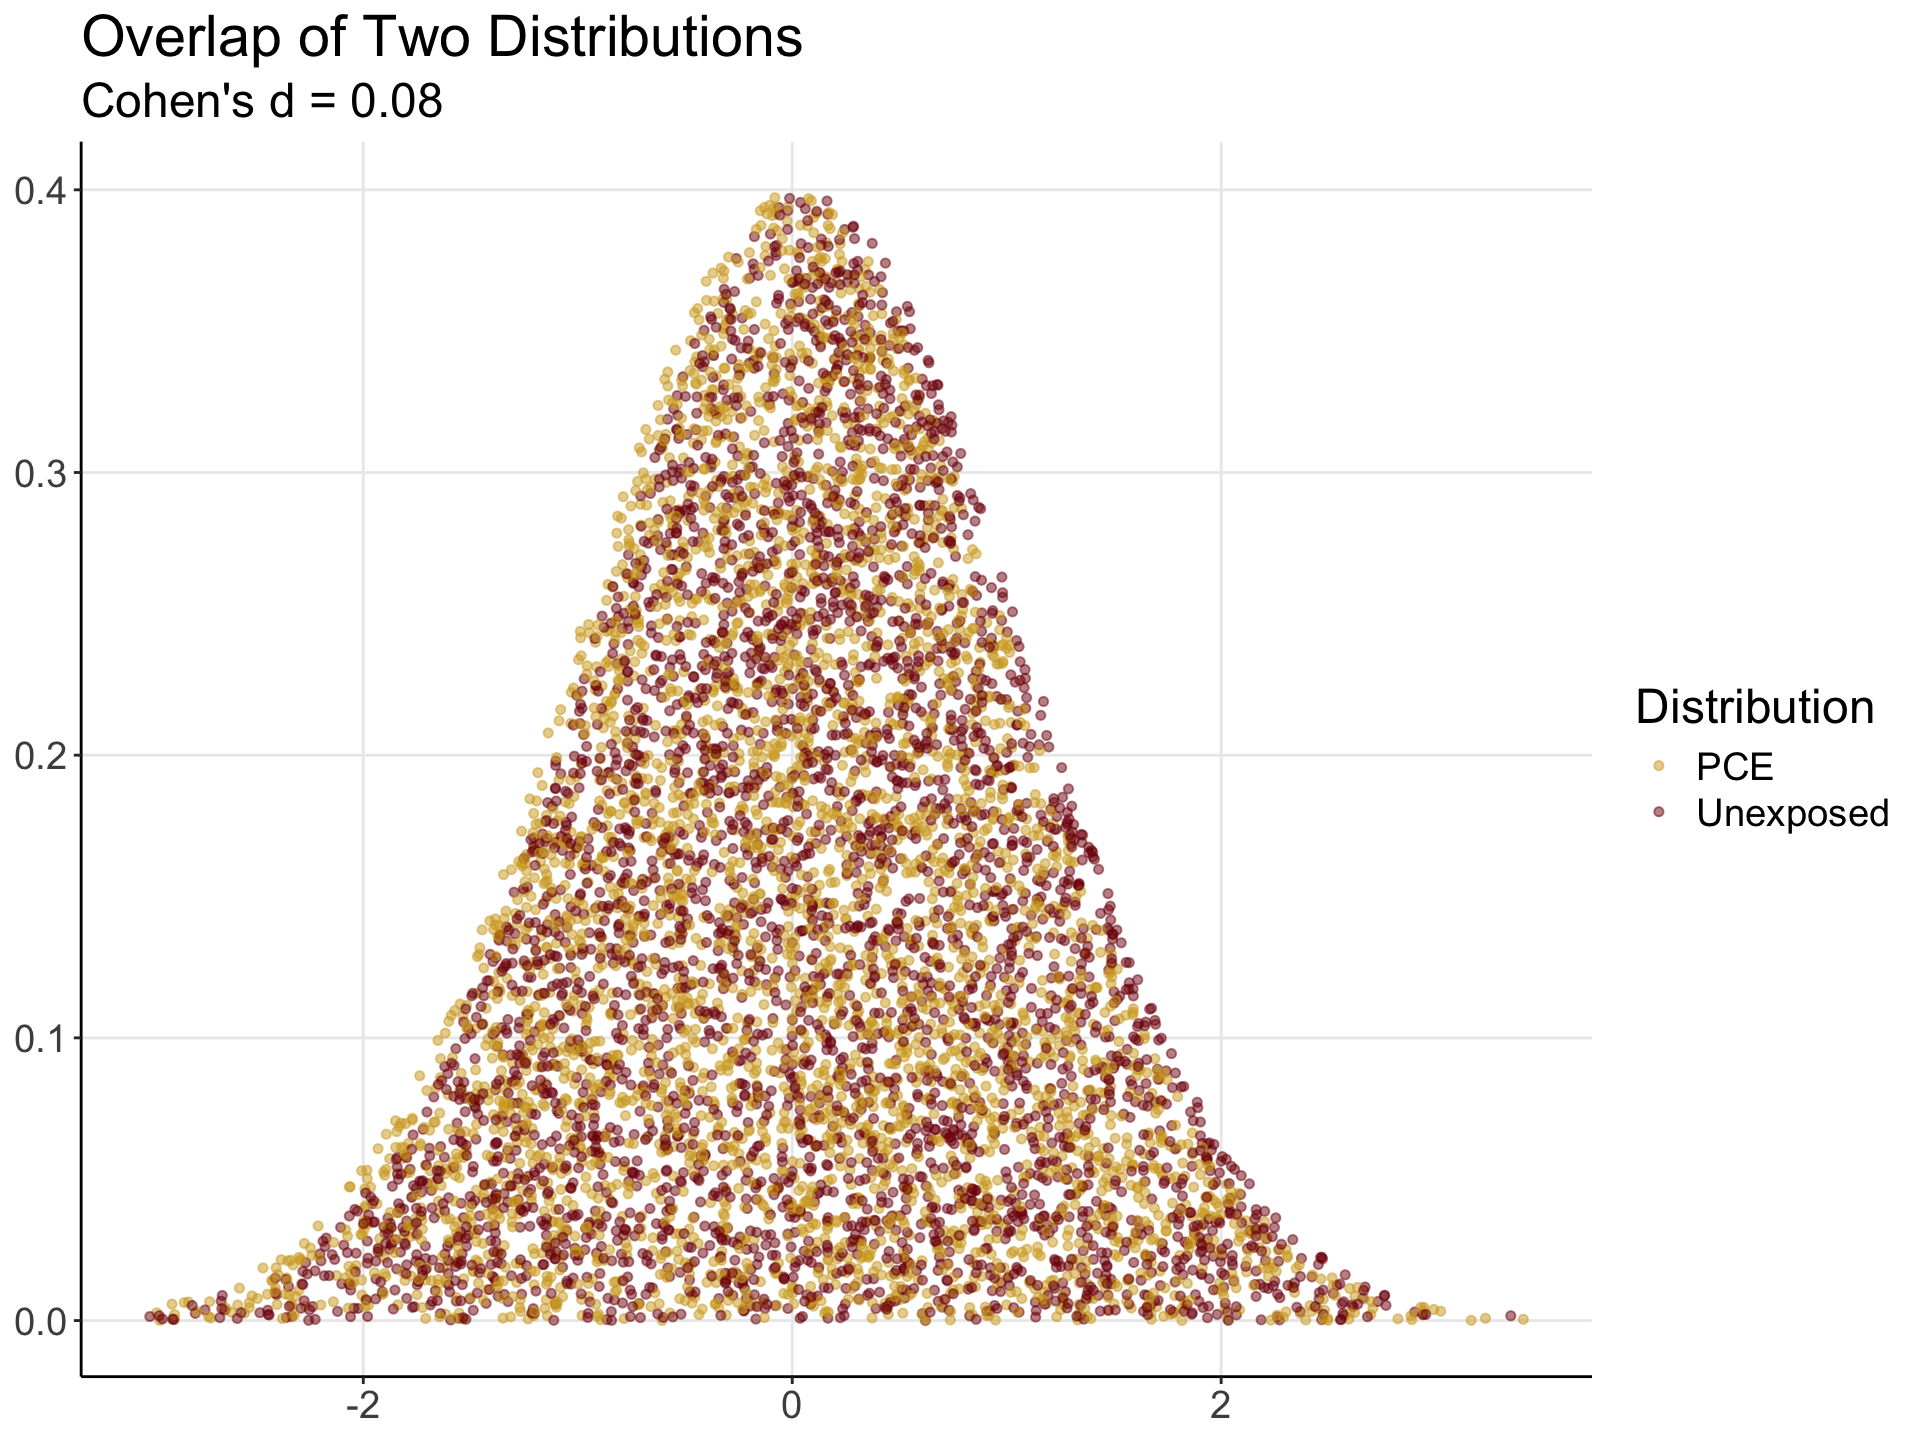 Overlap of Two Distributions
Cohen's d = 0.08
0.4
0.3
0.2
0.1
0.0
-2
0
2
Distribution
PCE
Unexposed